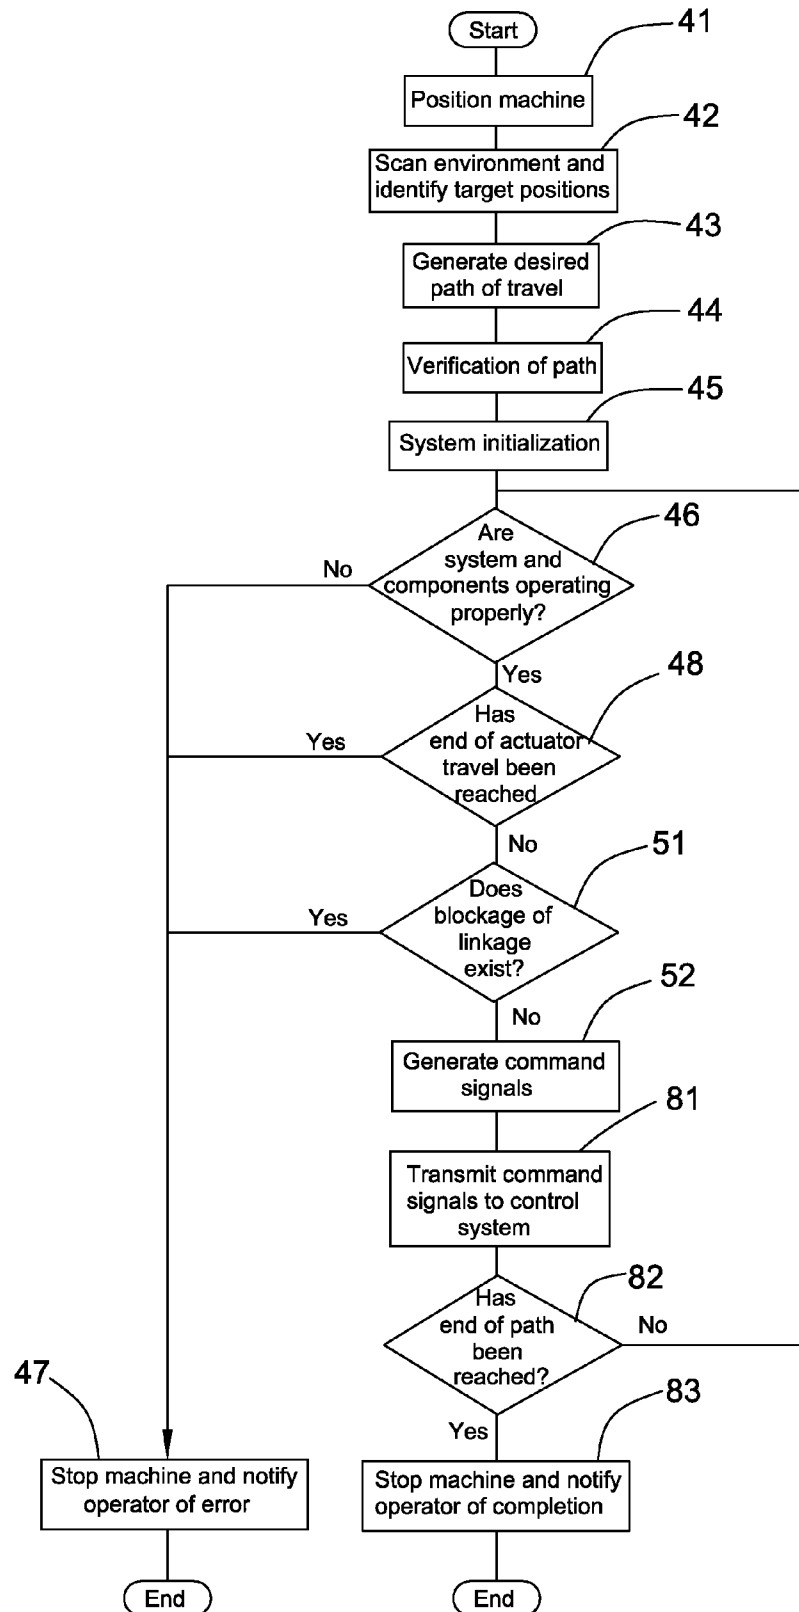 Start
41
Position machine
42
Scan environment and
identify target positions
43
Generate desired
path of travel
44
Verification of path
45
System initialization
46
Are
system and
components operating
properly?
No
Yes
48
Has
end of actuator
travel been
reached
Yes
No
51
Does
blockage of
linkage
exist?
Yes
No
52
Generate command
signals
81
Transmit command
signals to control
system
82
Has
end of path
been
reached?
No
Yes
47
Stop machine and notify
operator of error
83
Stop machine and notify
operator of completion
End
End